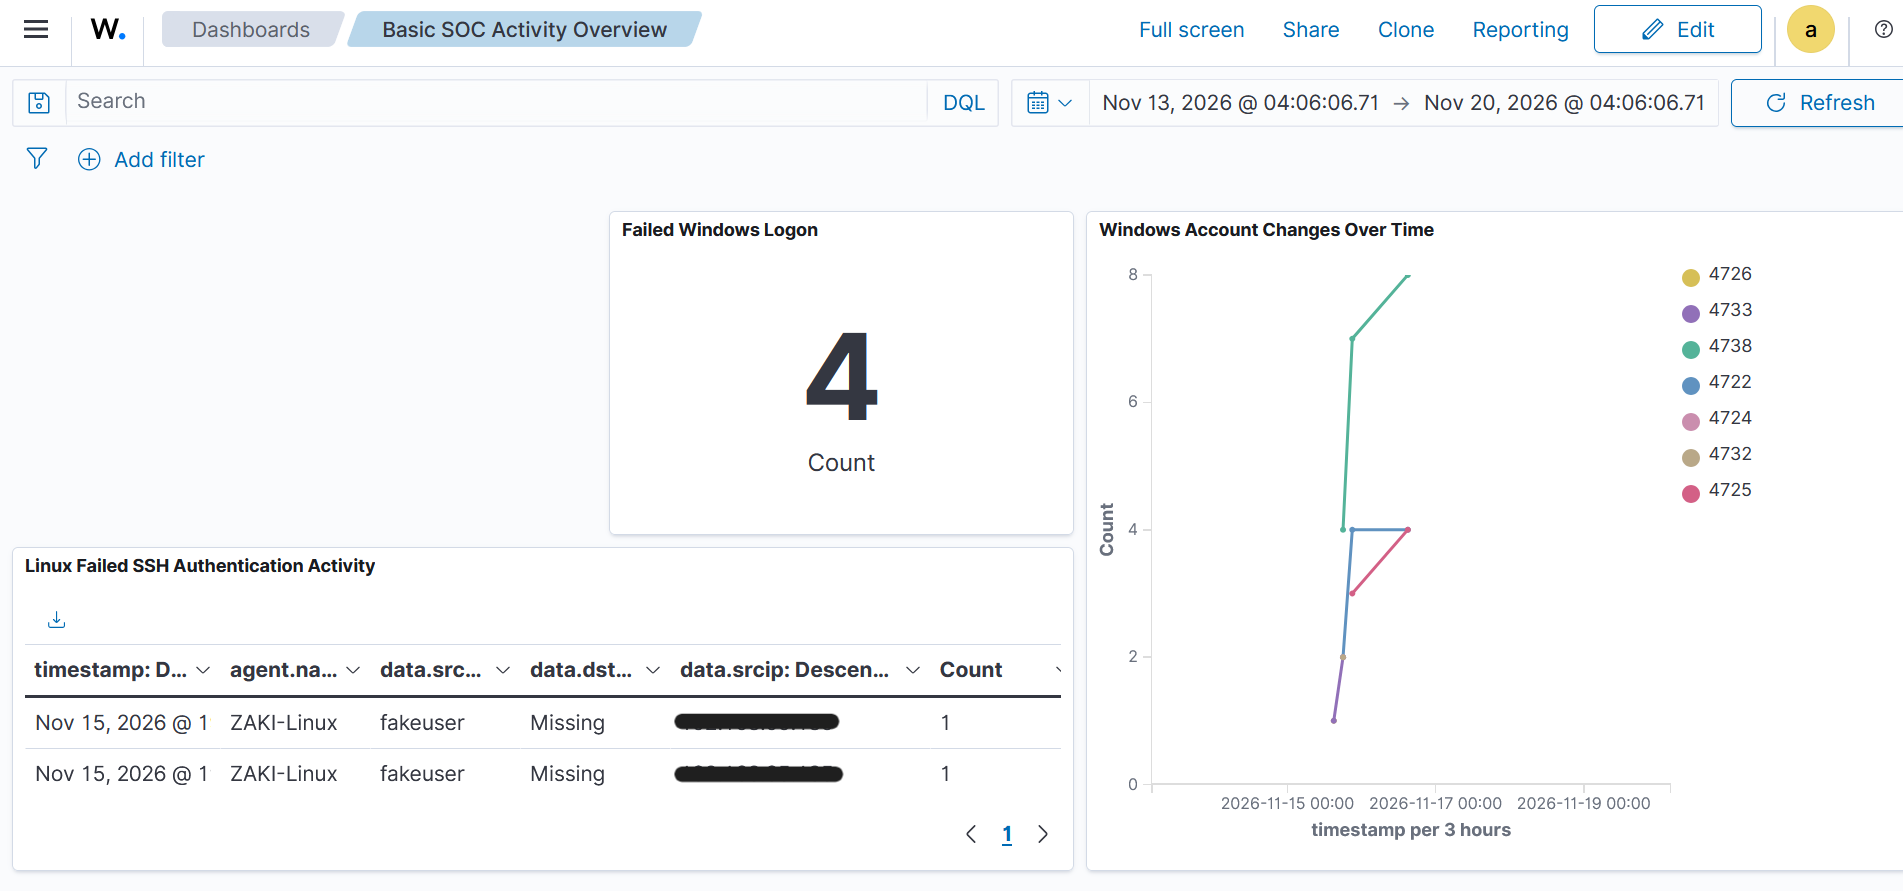 W.
Dashboards
Basic SOC Activity Overview
Full screen
Share
Clone
Reporting
Edit
a
Search
DQL
Nov 13, 2026 @ 04:06:06.71 → Nov 20, 2026 @ 04:06:06.71
Refresh
Add filter
Failed Windows Logon
4
Count
Windows Account Changes Over Time
8
6
4
2
0
Count
2026-11-15 00:00
2026-11-17 00:00
2026-11-19 00:00
timestamp per 3 hours
4726
4733
4738
4722
4724
4732
4725
Linux Failed SSH Authentication Activity
timestamp: D... agent.na... data.src... data.dst... data.srcip: Descen... Count
Nov 15, 2026 @ 1 ZAKI-Linux fakeuser Missing 1
Nov 15, 2026 @ 1 ZAKI-Linux fakeuser Missing 1
1